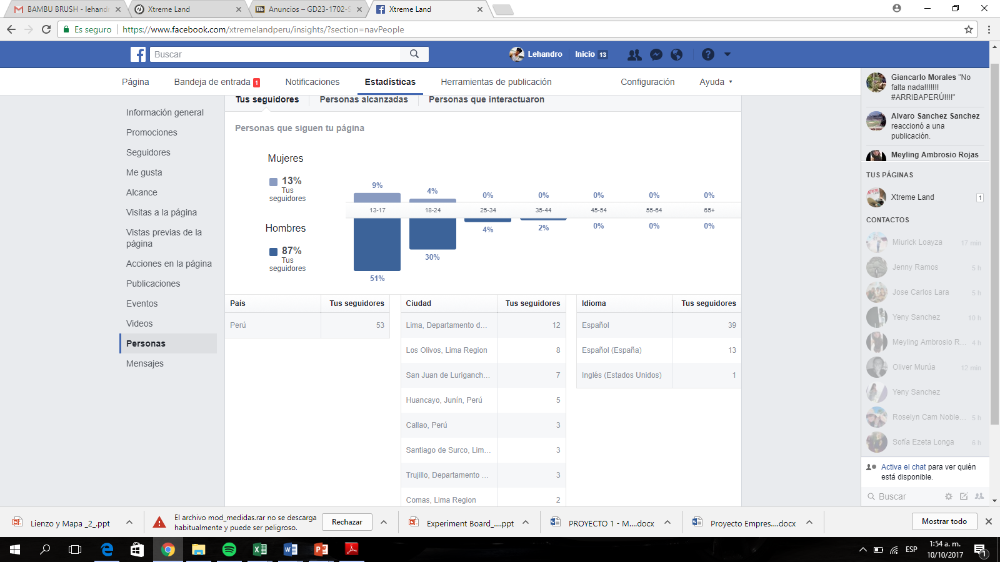 BAMBU BRUSH - lehand
Xtreme Land
Anuncios – GD23-1702-S
Xtreme Land
Es seguro
https://www.facebook.com/xtremelandperu/insights/?section=navPeople
Buscar
Lehandro
Inicio 13
Página
Bandeja de entrada 1
Notificaciones
Estadísticas
Herramientas de publicación
Configuración
Ayuda
Tus seguidores
Personas alcanzadas
Personas que interactuaron
Información general
Promociones
Seguidores
Me gusta
Alcance
Visitas a la página
Vistas previas de la
página
Acciones en la página
Publicaciones
Eventos
Videos
Personas
Mensajes
Personas que siguen tu página
Mujeres
13%
Tus
seguidores
Hombres
87%
Tus
seguidores
9% 4% 0% 0% 0% 0% 0%
13-17 18-24 25-34 35-44 45-54 55-64 65+
51% 30% 4% 2% 0% 0% 0%
País Tus seguidores
Perú 53
Ciudad Tus seguidores
Lima, Departamento d... 12
Los Olivos, Lima Region 8
San Juan de Luriganch... 7
Huancayo, Junín, Perú 5
Callao, Perú 3
Santiago de Surco, Lim... 3
Trujillo, Departamento ... 3
Comas, Lima Region 2
Idioma Tus seguidores
Español 39
Español (España) 13
Inglés (Estados Unidos) 1
Giancarlo Morales "No
falta nada!!!!!!!
#ARRIBAPERÚ!!!!"
Alvaro Sanchez Sanchez
reaccionó a una
publicación.
Meyling Ambrosio Rojas
TUS PÁGINAS
Xtreme Land 1
CONTACTOS
Miurick Loayza 17 min
Jenny Ramos 5 h
Jose Carlos Lara 5 h
Yeny Sanchez 10 h
Meyling Ambrosio R... 4 h
Oliver Murúa 12 min
Yeny Sanchez
Roselyn Cam Noble... 5 h
Sofía Ezeta Longa 6 h
Activa el chat para ver quién
está disponible.
Buscar
Lienzo y Mapa _2_.ppt
El archivo mod_medidas.rar no se descarga
habitualmente y puede ser peligroso.
Rechazar
Experiment Board_....ppt
PROYECTO 1 - M....docx
Proyecto Empres....docx
Mostrar todo
ESP
1:54 a. m.
10/10/2017
1